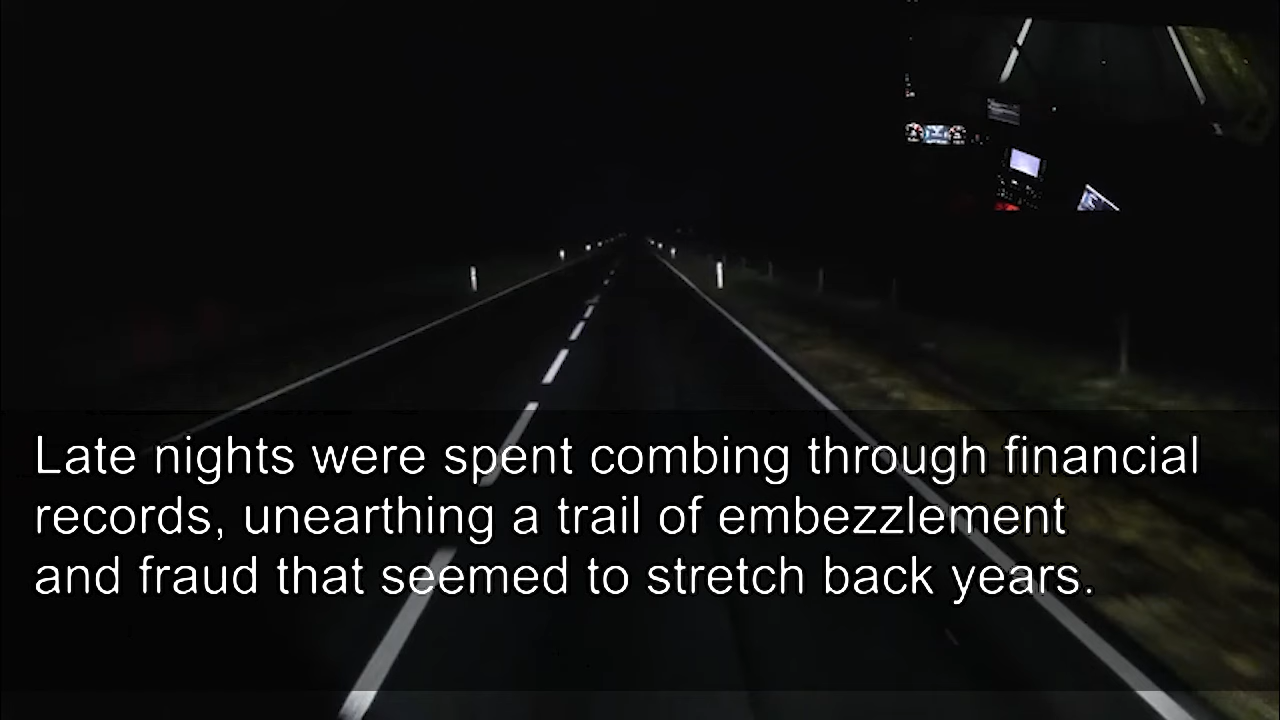 Late nights were spent combing through financial
records, unearthing a trail of embezzlement
and fraud that seemed to stretch back years.